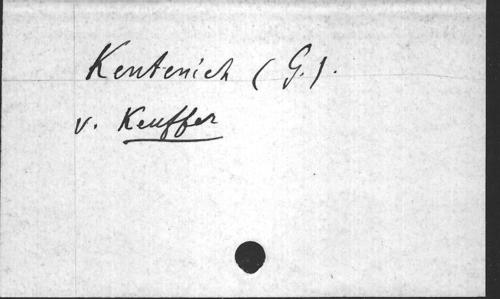 Kentenich (G.).
v. Keuffer